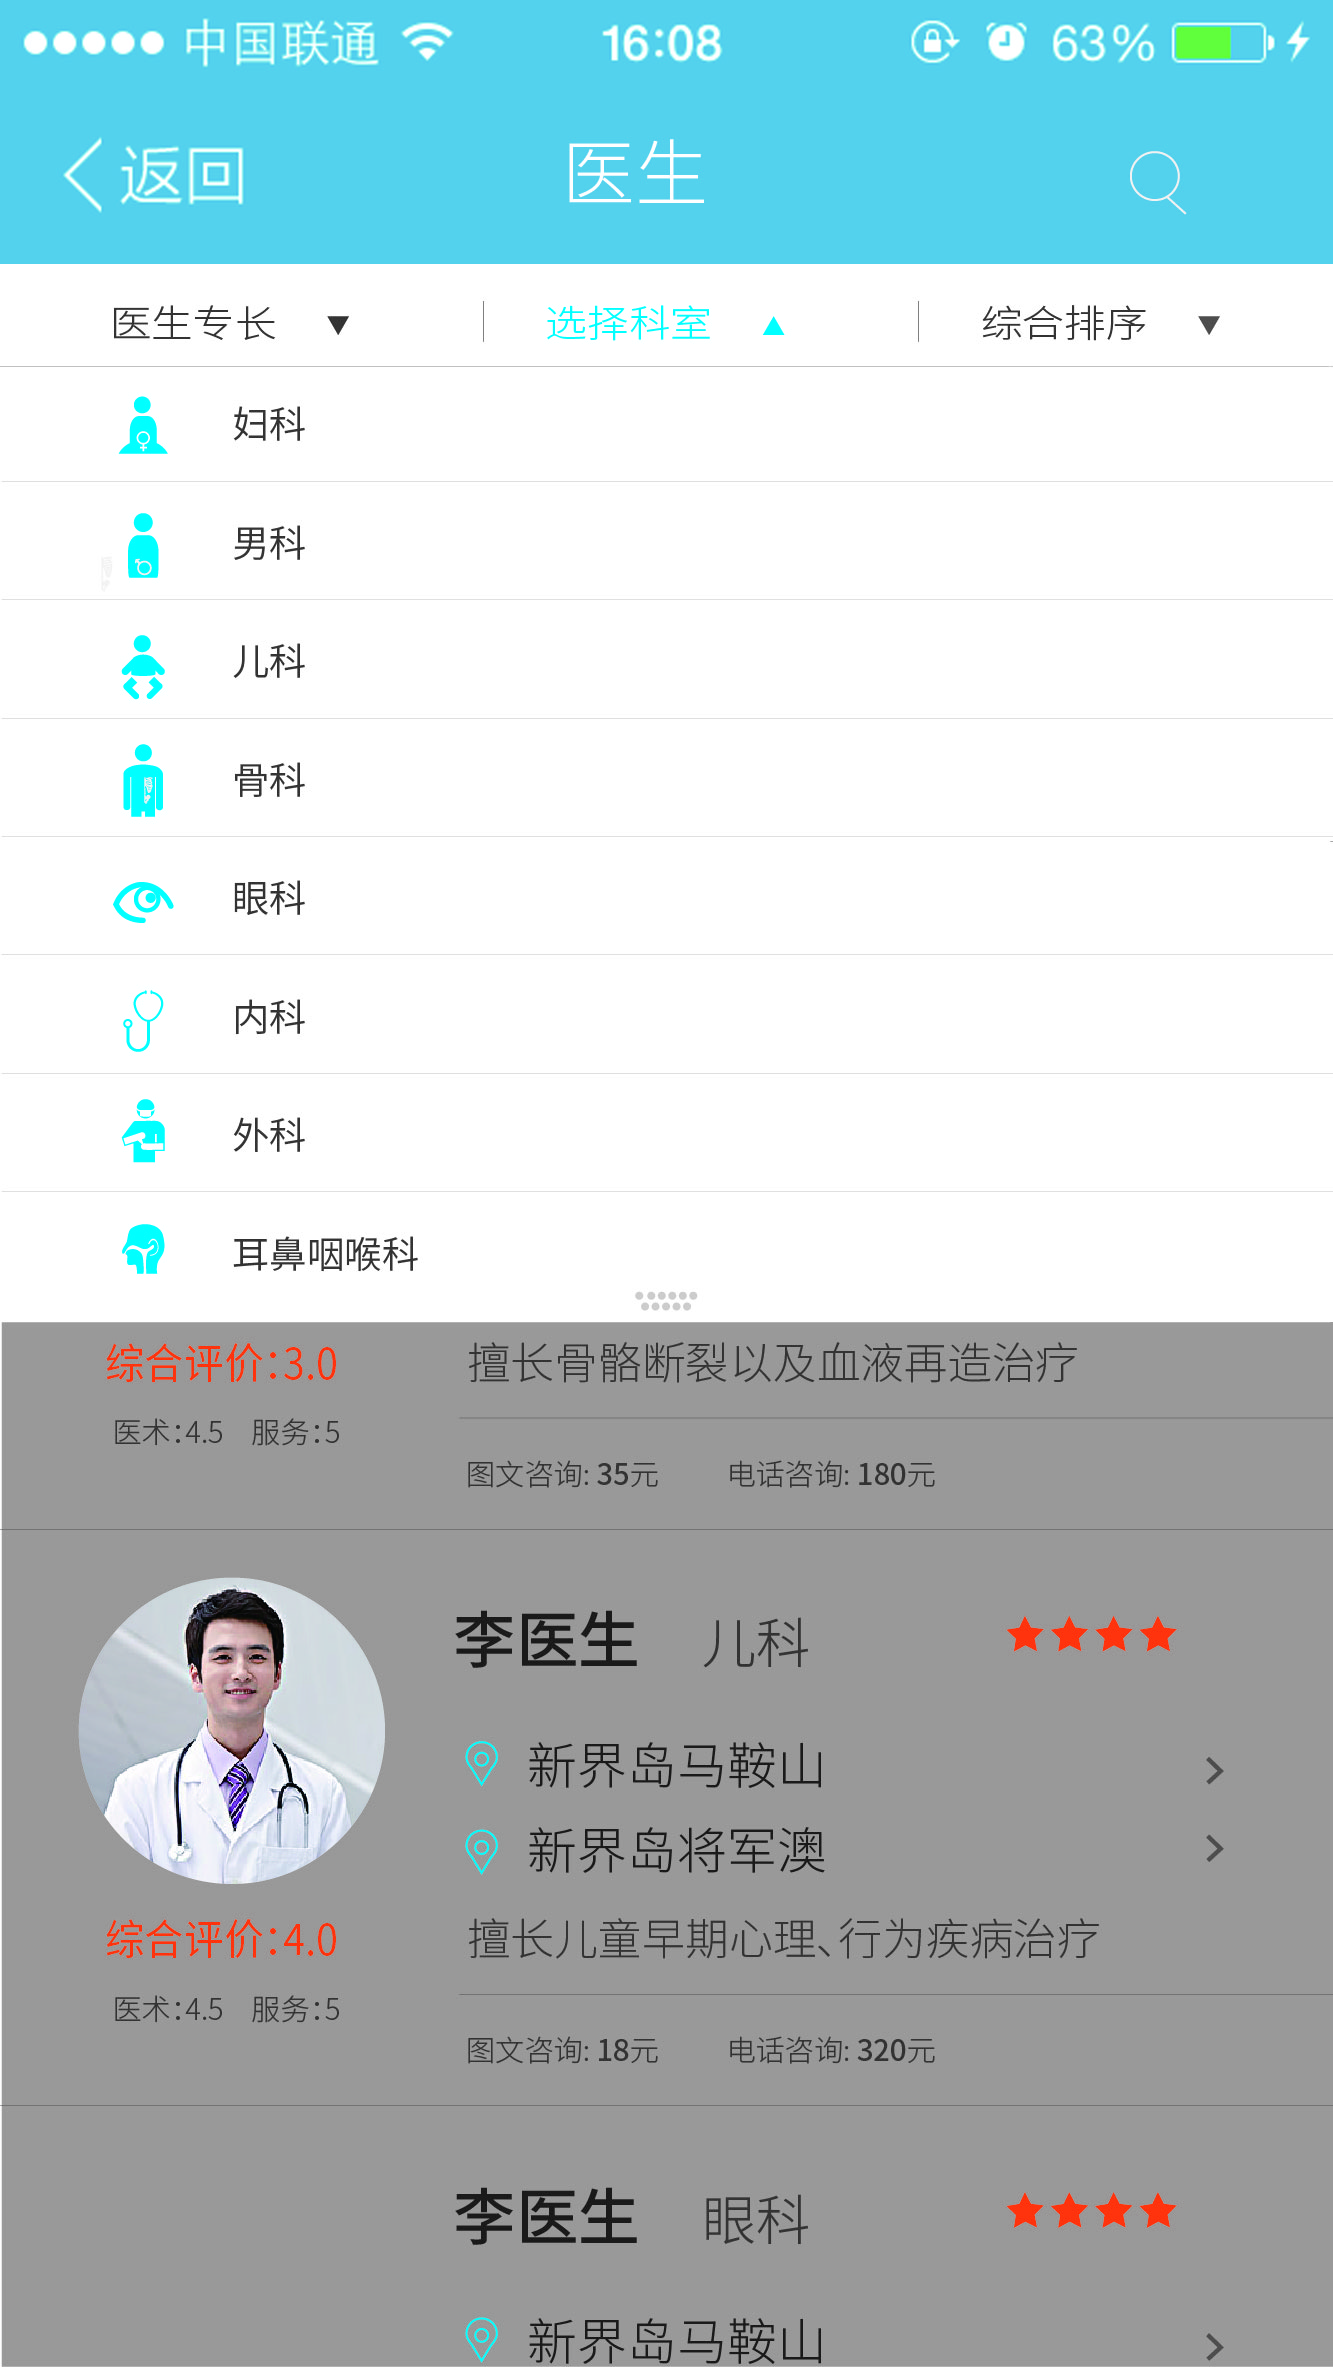 中国联通 16:08 63%
返回 医生
医生专长 ▼ 选择科室 ▲ 综合排序 ▼
妇科
男科
儿科
骨科
眼科
内科
外科
耳鼻咽喉科
综合评价:3.0 擅长骨骼断裂以及血液再造治疗
医术:4.5 服务:5
图文咨询: 35元 电话咨询: 180元
李医生 儿科
新界岛马鞍山
新界岛将军澳
综合评价:4.0 擅长儿童早期心理、行为疾病治疗
医术:4.5 服务:5
图文咨询: 18元 电话咨询: 320元
李医生 眼科
新界岛马鞍山